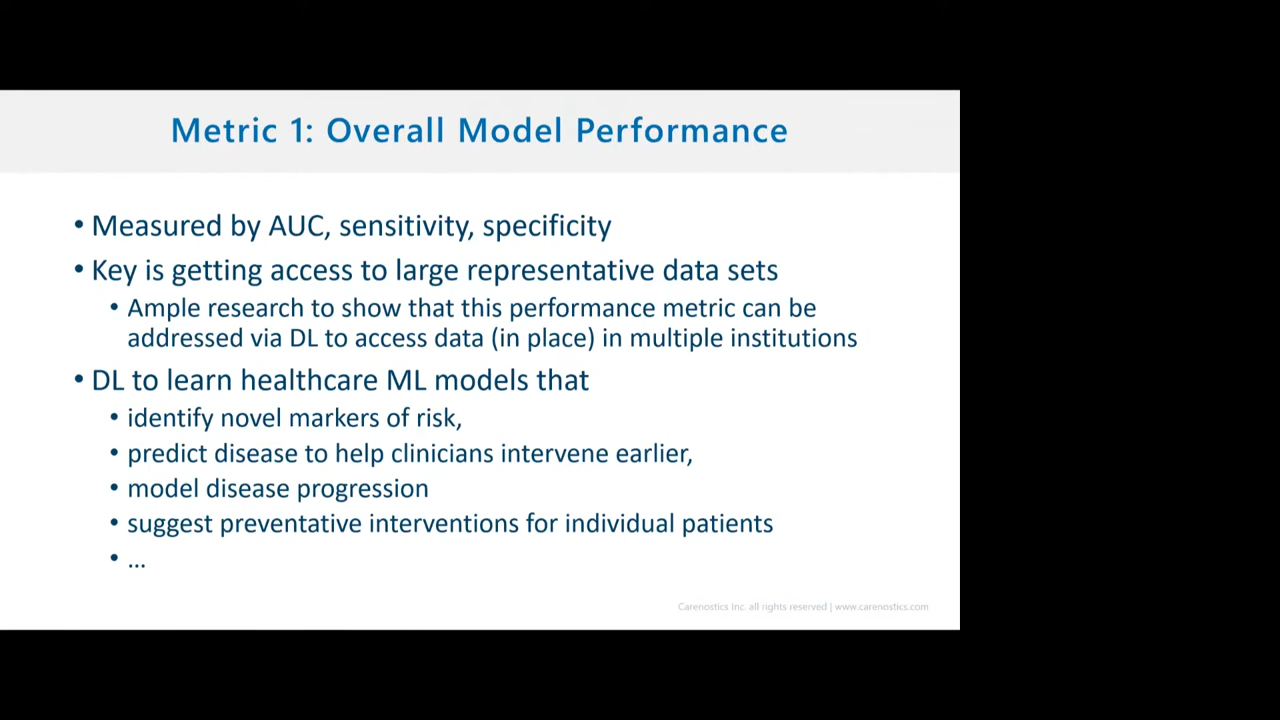 Metric 1: Overall Model Performance
• Measured by AUC, sensitivity, specificity
• Key is getting access to large representative data sets
• Ample research to show that this performance metric can be
addressed via DL to access data (in place) in multiple institutions
• DL to learn healthcare ML models that
• identify novel markers of risk,
• predict disease to help clinicians intervene earlier,
• model disease progression
• suggest preventative interventions for individual patients
• ...
Carenostics Inc. all rights reserved | www.carenostics.com